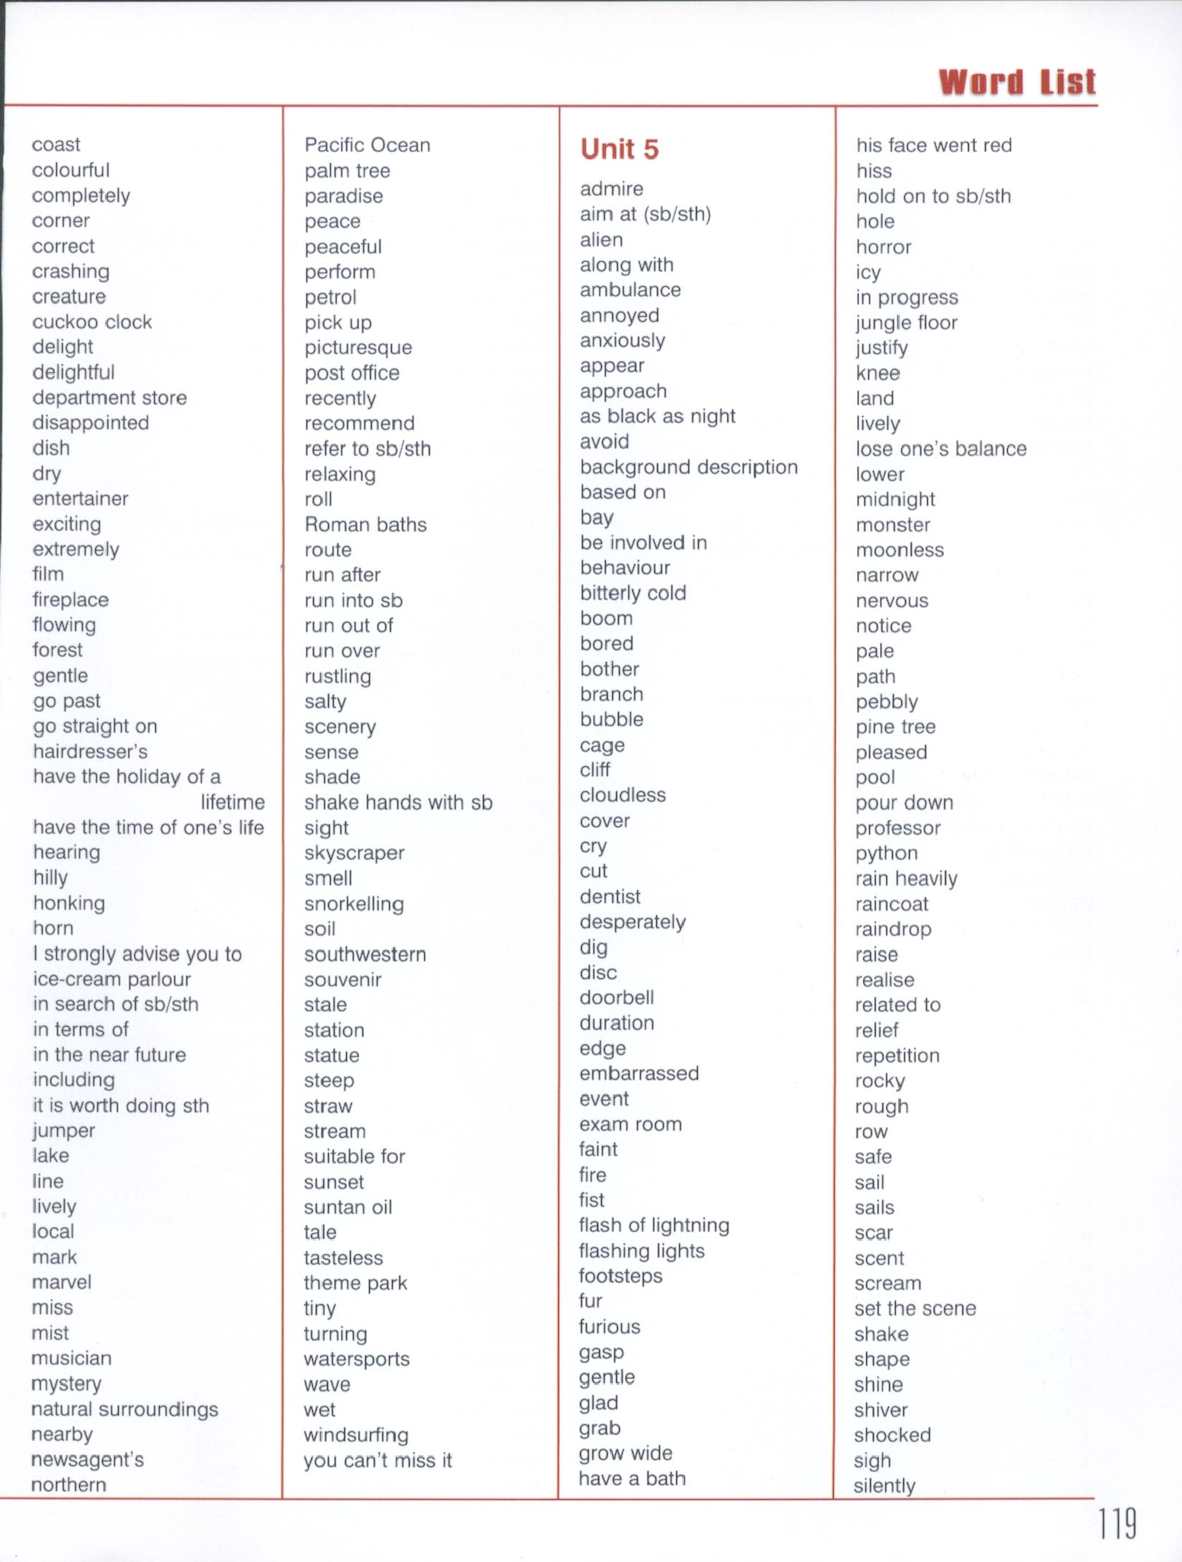 Word List
coast
colourful
completely
corner
correct
crashing
creature
cuckoo clock
delight
delightful
department store
disappointed
dish
dry
entertainer
exciting
extremely
film
fireplace
flowing
forest
gentle
go past
go straight on
hairdresser's
have the holiday of a
lifetime
have the time of one's life
hearing
hilly
honking
horn
I strongly advise you to
ice-cream parlour
in search of sb/sth
in terms of
in the near future
including
it is worth doing sth
jumper
lake
line
lively
local
mark
marvel
miss
mist
musician
mystery
natural surroundings
nearby
newsagent's
northern
Pacific Ocean
palm tree
paradise
peace
peaceful
perform
petrol
pick up
picturesque
post office
recently
recommend
refer to sb/sth
relaxing
roll
Roman baths
route
run after
run into sb
run out of
run over
rustling
salty
scenery
sense
shade
shake hands with sb
sight
skyscraper
smell
snorkelling
soil
southwestern
souvenir
stale
station
statue
steep
straw
stream
suitable for
sunset
suntan oil
tale
tasteless
theme park
tiny
turning
watersports
wave
wet
windsurfing
you can't miss it
Unit 5
admire
aim at (sb/sth)
alien
along with
ambulance
annoyed
anxiously
appear
approach
as black as night
avoid
background description
based on
bay
be involved in
behaviour
bitterly cold
boom
bored
bother
branch
bubble
cage
cliff
cloudless
cover
cry
cut
dentist
desperately
dig
disc
doorbell
duration
edge
embarrassed
event
exam room
faint
fire
fist
flash of lightning
flashing lights
footsteps
fur
furious
gasp
gentle
glad
grab
grow wide
have a bath
his face went red
hiss
hold on to sb/sth
hole
horror
icy
in progress
jungle floor
justify
knee
land
lively
lose one's balance
lower
midnight
monster
moonless
narrow
nervous
notice
pale
path
pebbly
pine tree
pleased
pool
pour down
professor
python
rain heavily
raincoat
raindrop
raise
realise
related to
relief
repetition
rocky
rough
row
safe
sail
sails
scar
scent
scream
set the scene
shake
shape
shine
shiver
shocked
sigh
silently
119